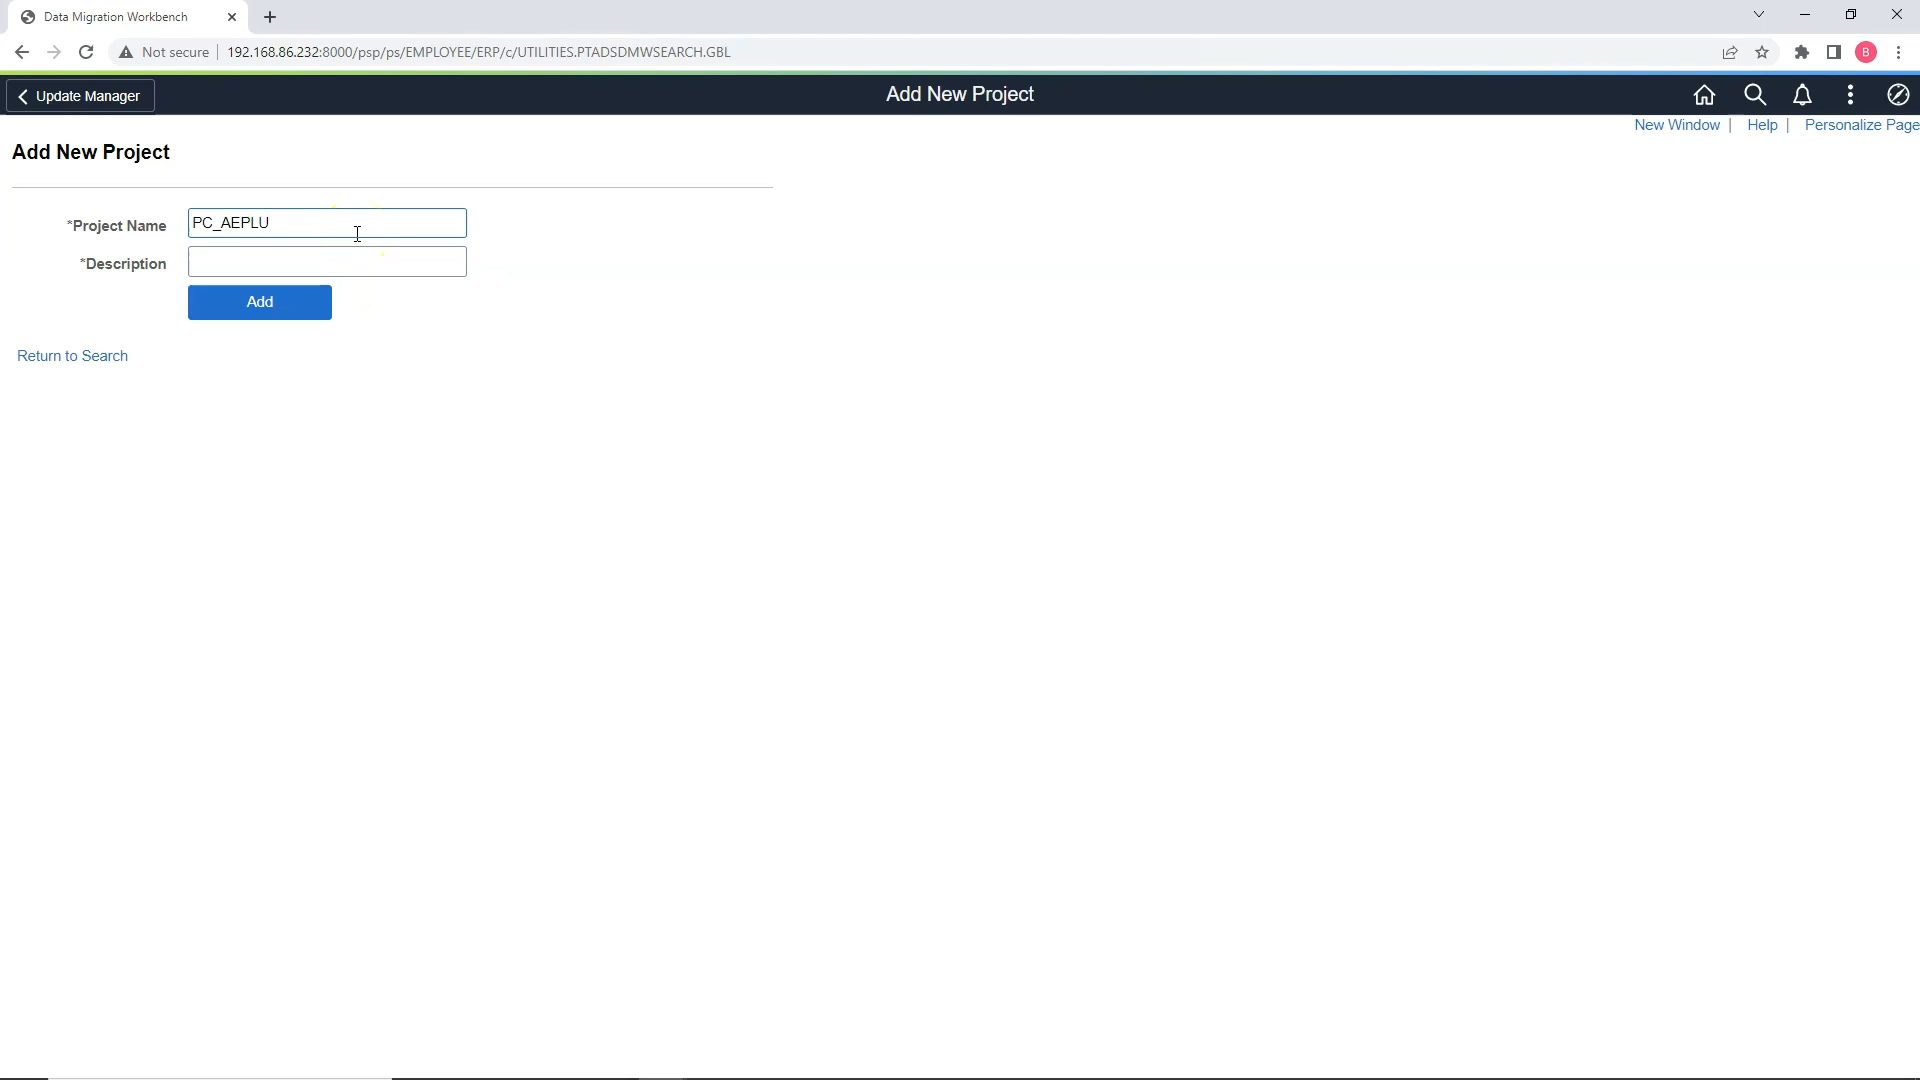 Data Migration Workbench
Not secure 192.168.86.232:8000/psp/ps/EMPLOYEE/ERP/c/UTILITIES.PTADSDMWSEARCH.GBL
B
Update Manager
Add New Project
New Window | Help | Personalize Page
Add New Project
*Project Name PC_AEPLU
*Description
Add
Return to Search